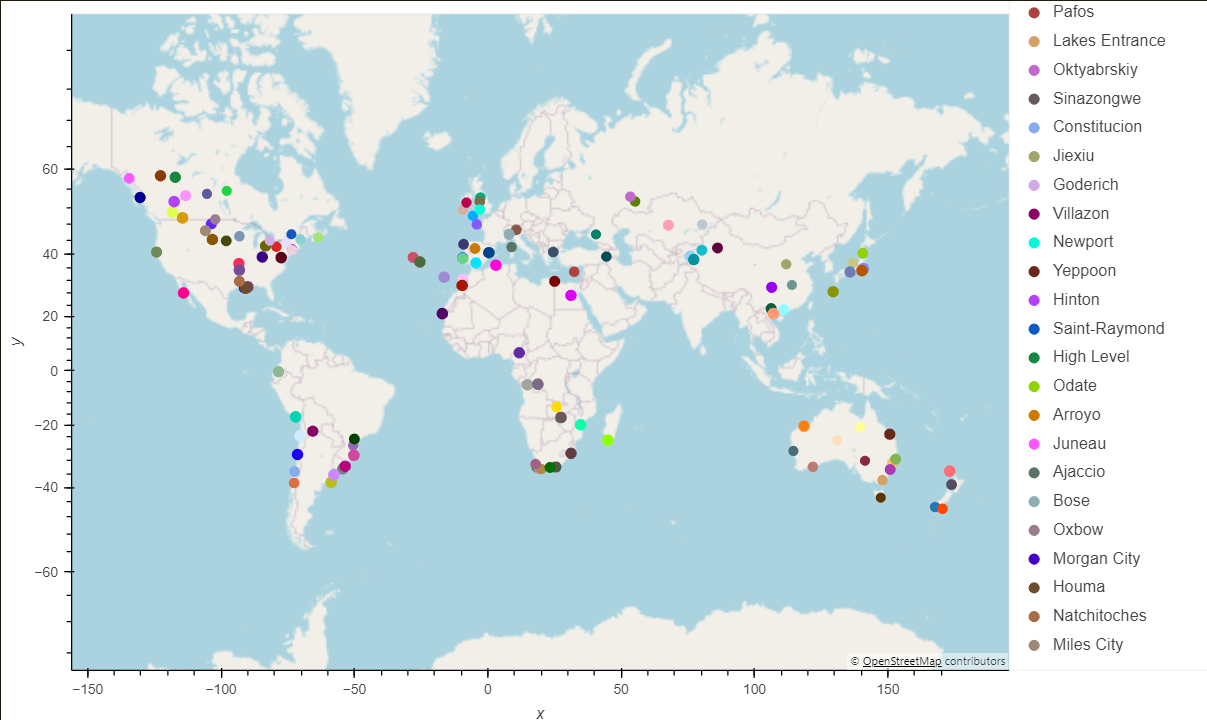 Pafos
Lakes Entrance
Oktyabrskiy
Sinazongwe
Constitucion
Jiexiu
Goderich
Villazon
Newport
Yeppoon
Hinton
Saint-Raymond
High Level
Odate
Arroyo
Juneau
Ajaccio
Bose
Oxbow
Morgan City
Houma
Natchitoches
Miles City
60
40
20
0
−20
−40
−60
y
© OpenStreetMap contributors
−150
−100
−50
0
50
100
150
x